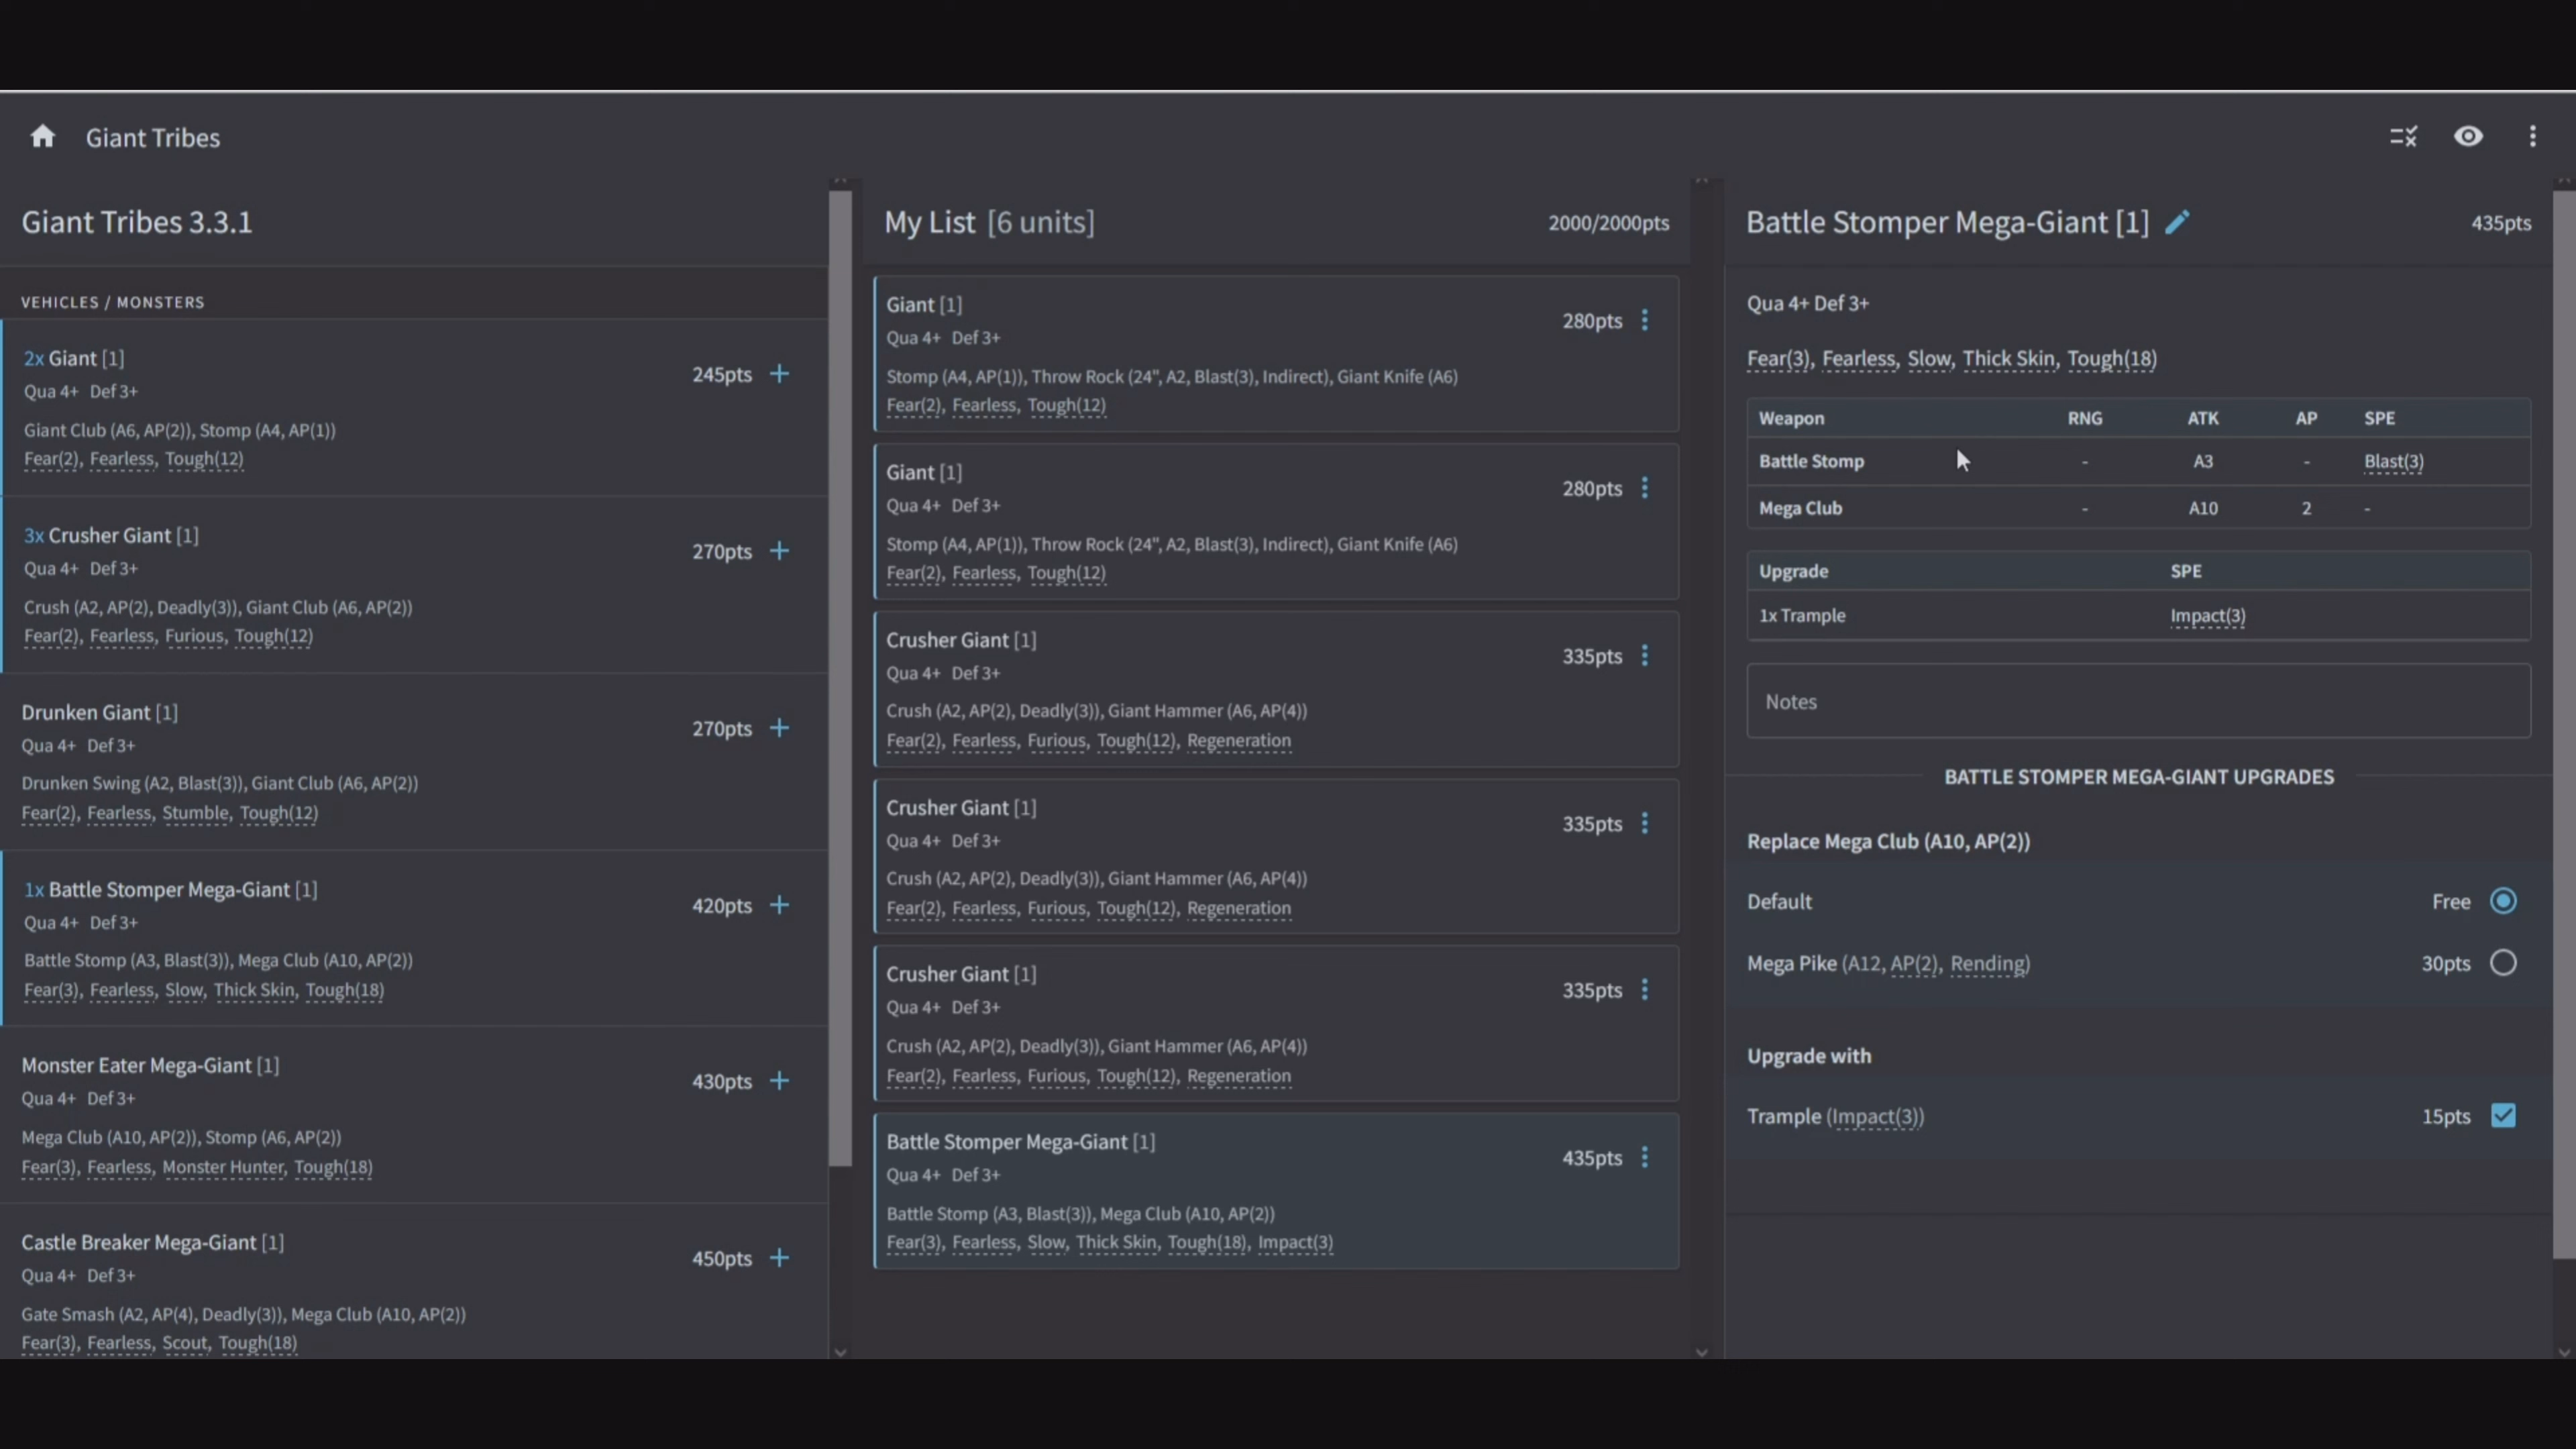 Giant Tribes
Giant Tribes 3.3.1
VEHICLES / MONSTERS
2x Giant [1]
245pts
Qua 4+ Def 3+
Giant Club (A6, AP(2)), Stomp (A4, AP(1))
Fear(2), Fearless, Tough(12)
3x Crusher Giant [1]
270pts
Qua 4+ Def 3+
Crush (A2, AP(2), Deadly(3)), Giant Club (A6, AP(2))
Fear(2), Fearless, Furious, Tough(12)
Drunken Giant [1]
270pts
Qua 4+ Def 3+
Drunken Swing (A2, Blast(3)), Giant Club (A6, AP(2))
Fear(2), Fearless, Stumble, Tough(12)
1x Battle Stomper Mega-Giant [1]
420pts
Qua 4+ Def 3+
Battle Stomp (A3, Blast(3)), Mega Club (A10, AP(2))
Fear(3), Fearless, Slow, Thick Skin, Tough(18)
Monster Eater Mega-Giant [1]
430pts
Qua 4+ Def 3+
Mega Club (A10, AP(2)), Stomp (A6, AP(2))
Fear(3), Fearless, Monster Hunter, Tough(18)
Castle Breaker Mega-Giant [1]
450pts
Qua 4+ Def 3+
Gate Smash (A2, AP(4), Deadly(3)), Mega Club (A10, AP(2))
Fear(3), Fearless, Scout, Tough(18)
My List [6 units]
2000/2000pts
Giant [1]
280pts
Qua 4+ Def 3+
Stomp (A4, AP(1)), Throw Rock (24", A2, Blast(3), Indirect), Giant Knife (A6)
Fear(2), Fearless, Tough(12)
Giant [1]
280pts
Qua 4+ Def 3+
Stomp (A4, AP(1)), Throw Rock (24", A2, Blast(3), Indirect), Giant Knife (A6)
Fear(2), Fearless, Tough(12)
Crusher Giant [1]
335pts
Qua 4+ Def 3+
Crush (A2, AP(2), Deadly(3)), Giant Hammer (A6, AP(4))
Fear(2), Fearless, Furious, Tough(12), Regeneration
Crusher Giant [1]
335pts
Qua 4+ Def 3+
Crush (A2, AP(2), Deadly(3)), Giant Hammer (A6, AP(4))
Fear(2), Fearless, Furious, Tough(12), Regeneration
Crusher Giant [1]
335pts
Qua 4+ Def 3+
Crush (A2, AP(2), Deadly(3)), Giant Hammer (A6, AP(4))
Fear(2), Fearless, Furious, Tough(12), Regeneration
Battle Stomper Mega-Giant [1]
435pts
Qua 4+ Def 3+
Battle Stomp (A3, Blast(3)), Mega Club (A10, AP(2))
Fear(3), Fearless, Slow, Thick Skin, Tough(18), Impact(3)
Battle Stomper Mega-Giant [1]
435pts
Qua 4+ Def 3+
Fear(3), Fearless, Slow, Thick Skin, Tough(18)
Weapon RNG ATK AP SPE
Battle Stomp - A3 - Blast(3)
Mega Club - A10 2 -
Upgrade SPE
1x Trample Impact(3)
Notes
BATTLE STOMPER MEGA-GIANT UPGRADES
Replace Mega Club (A10, AP(2))
Default Free
Mega Pike (A12, AP(2), Rending) 30pts
Upgrade with
Trample (Impact(3)) 15pts